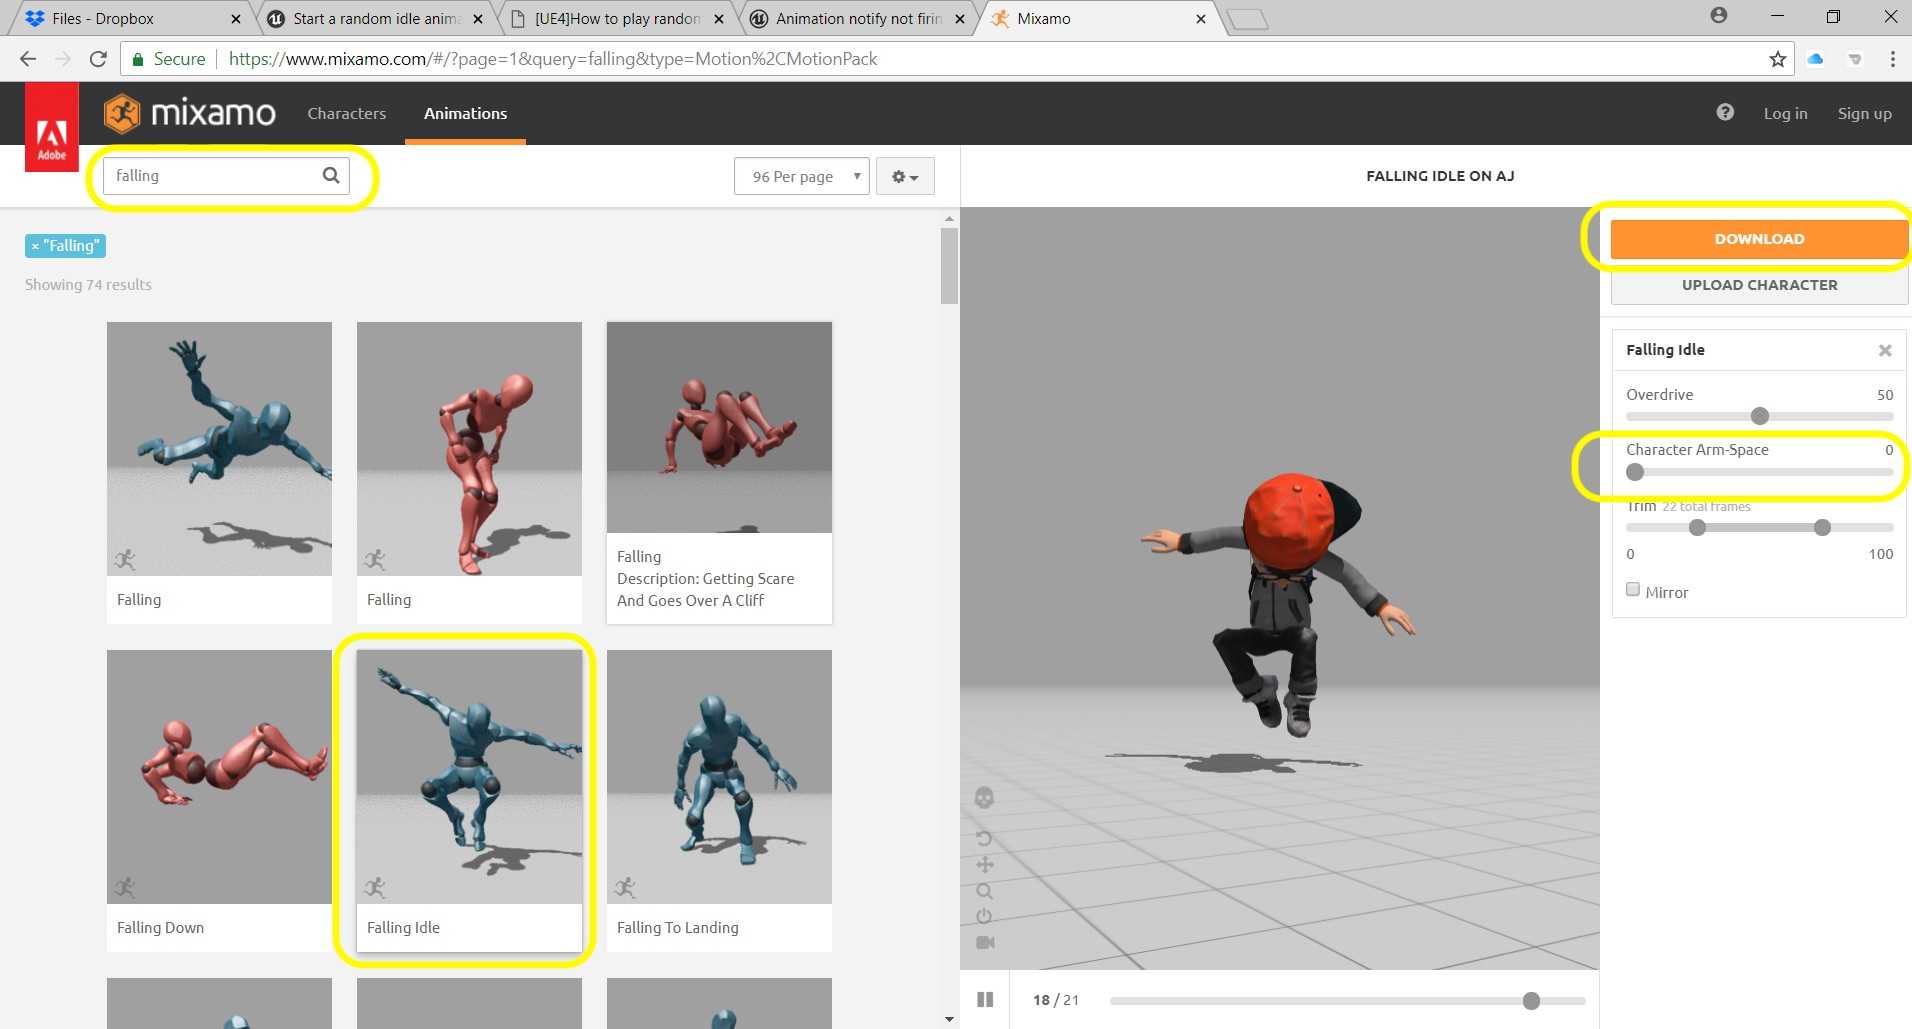 Files - Dropbox
Start a random idle anima
[UE4]How to play random
Animation notify not firin
Mixamo
Secure
https://www.mixamo.com/#/?page=1&query=falling&type=Motion%2CMotionPack
Adobe
mixamo
Characters
Animations
Log in
Sign up
falling
96 Per page
FALLING IDLE ON AJ
× "Falling"
Showing 74 results
DOWNLOAD
UPLOAD CHARACTER
Falling Idle
Overdrive 50
Character Arm-Space 0
Trim 22 total frames
0 100
Mirror
Falling
Falling
Falling
Description: Getting Scare
And Goes Over A Cliff
Falling Down
Falling Idle
Falling To Landing
18 / 21